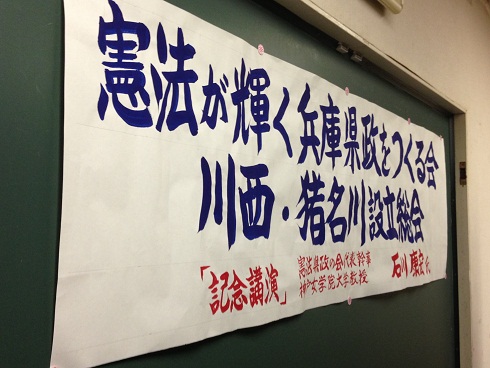 憲法が輝く兵庫県政をつくる会
川西・猪名川設立総会
「記念講演」
憲法県政の会代表幹事
神戸女学院大学教授
石川康宏氏